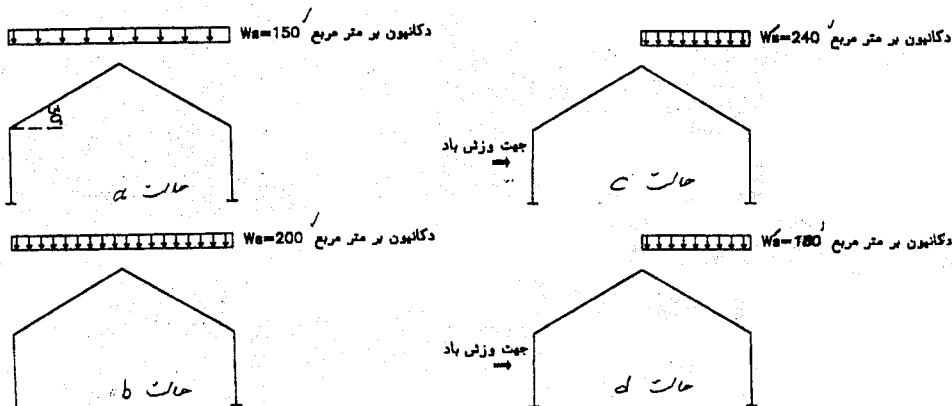 Ws=150 دکانیون بر متر مربع
30
حالت a
Ws=240 دکانیون بر متر مربع
جهت وزش باد
حالت c
Ws=200 دکانیون بر متر مربع
حالت b
Ws=180 دکانیون بر متر مربع
جهت وزش باد
حالت d